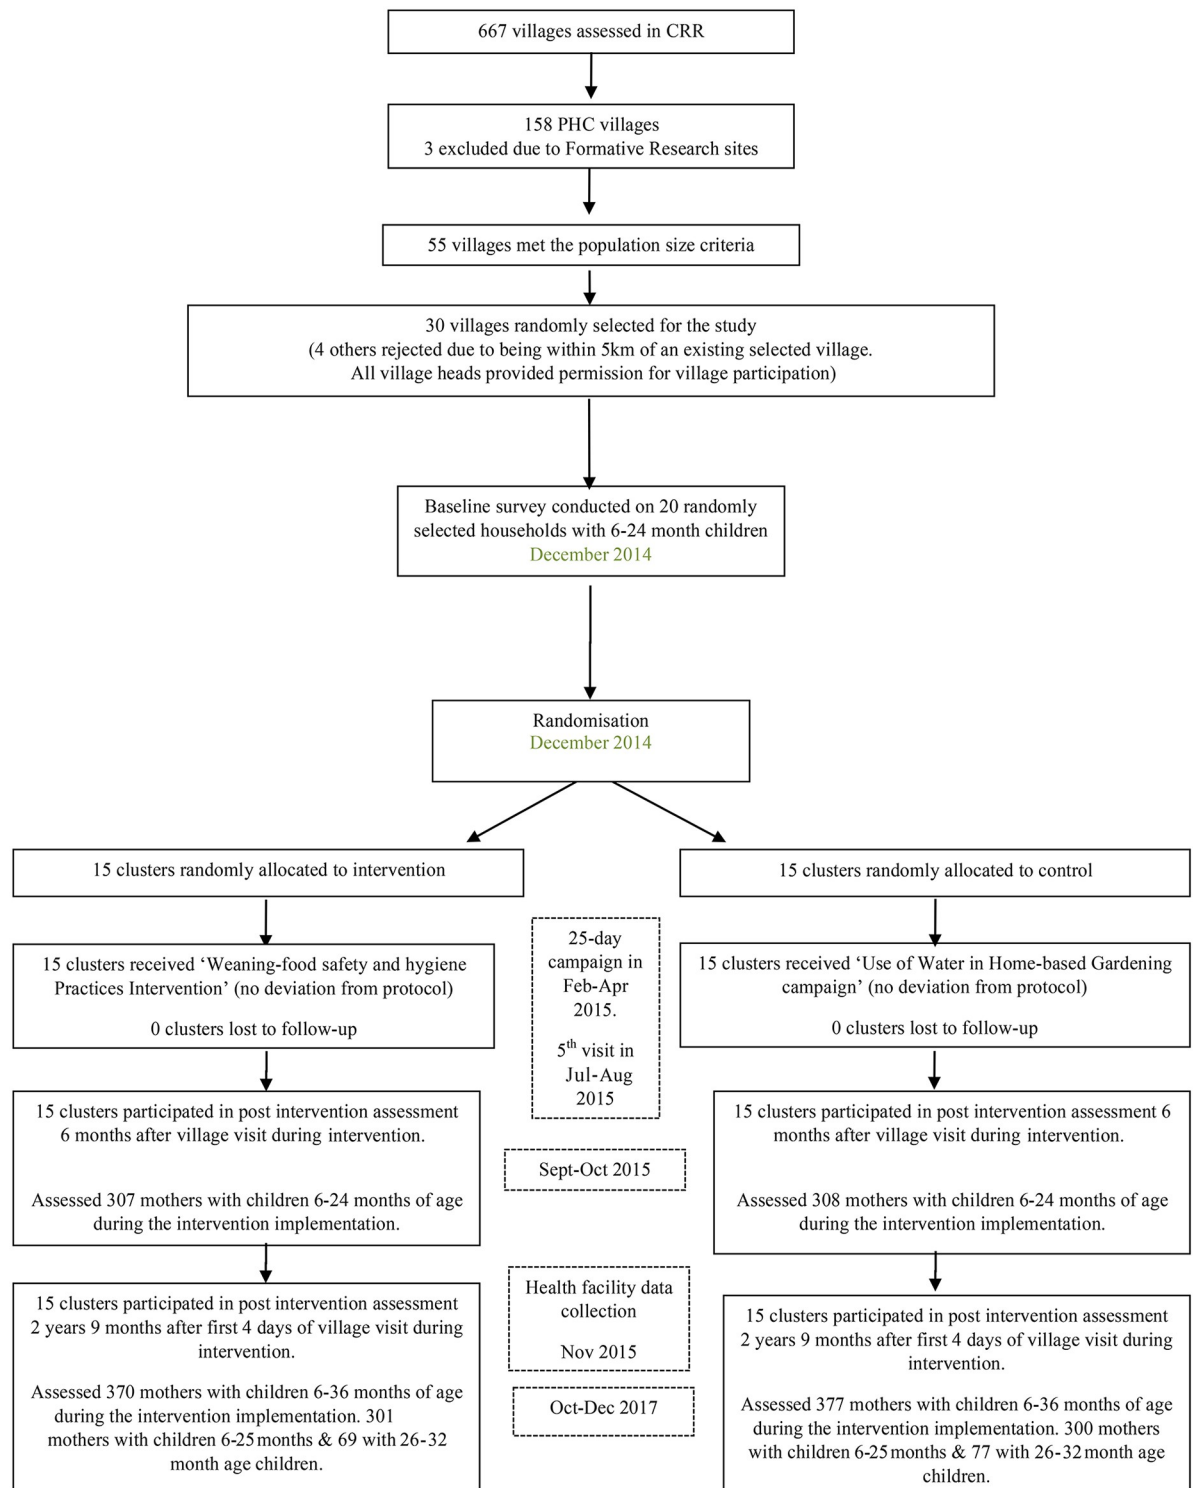 667 villages assessed in CRR
158 PHC villages
3 excluded due to Formative Research sites
55 villages met the population size criteria
30 villages randomly selected for the study
(4 others rejected due to being within 5km of an existing selected village.
All village heads provided permission for village participation)
Baseline survey conducted on 20 randomly
selected households with 6-24 month children
December 2014
Randomisation
December 2014
15 clusters randomly allocated to intervention
15 clusters randomly allocated to control
15 clusters received ‘Weaning-food safety and hygiene
Practices Intervention’ (no deviation from protocol)
0 clusters lost to follow-up
25-day
campaign in
Feb-Apr
2015.
5th visit in
Jul-Aug
2015
15 clusters received ‘Use of Water in Home-based Gardening
campaign’ (no deviation from protocol)
0 clusters lost to follow-up
15 clusters participated in post intervention assessment
6 months after village visit during intervention.
Assessed 307 mothers with children 6-24 months of age
during the intervention implementation.
Sept-Oct 2015
15 clusters participated in post intervention assessment 6
months after village visit during intervention.
Assessed 308 mothers with children 6-24 months of age
during the intervention implementation.
15 clusters participated in post intervention assessment
2 years 9 months after first 4 days of village visit during
intervention.
Assessed 370 mothers with children 6-36 months of age
during the intervention implementation. 301
mothers with children 6-25 months & 69 with 26-32
month age children.
Health facility data
collection
Nov 2015
Oct-Dec 2017
15 clusters participated in post intervention assessment
2 years 9 months after first 4 days of village visit during
intervention.
Assessed 377 mothers with children 6-36 months of age
during the intervention implementation. 300 mothers
with children 6-25 months & 77 with 26-32 month age
children.